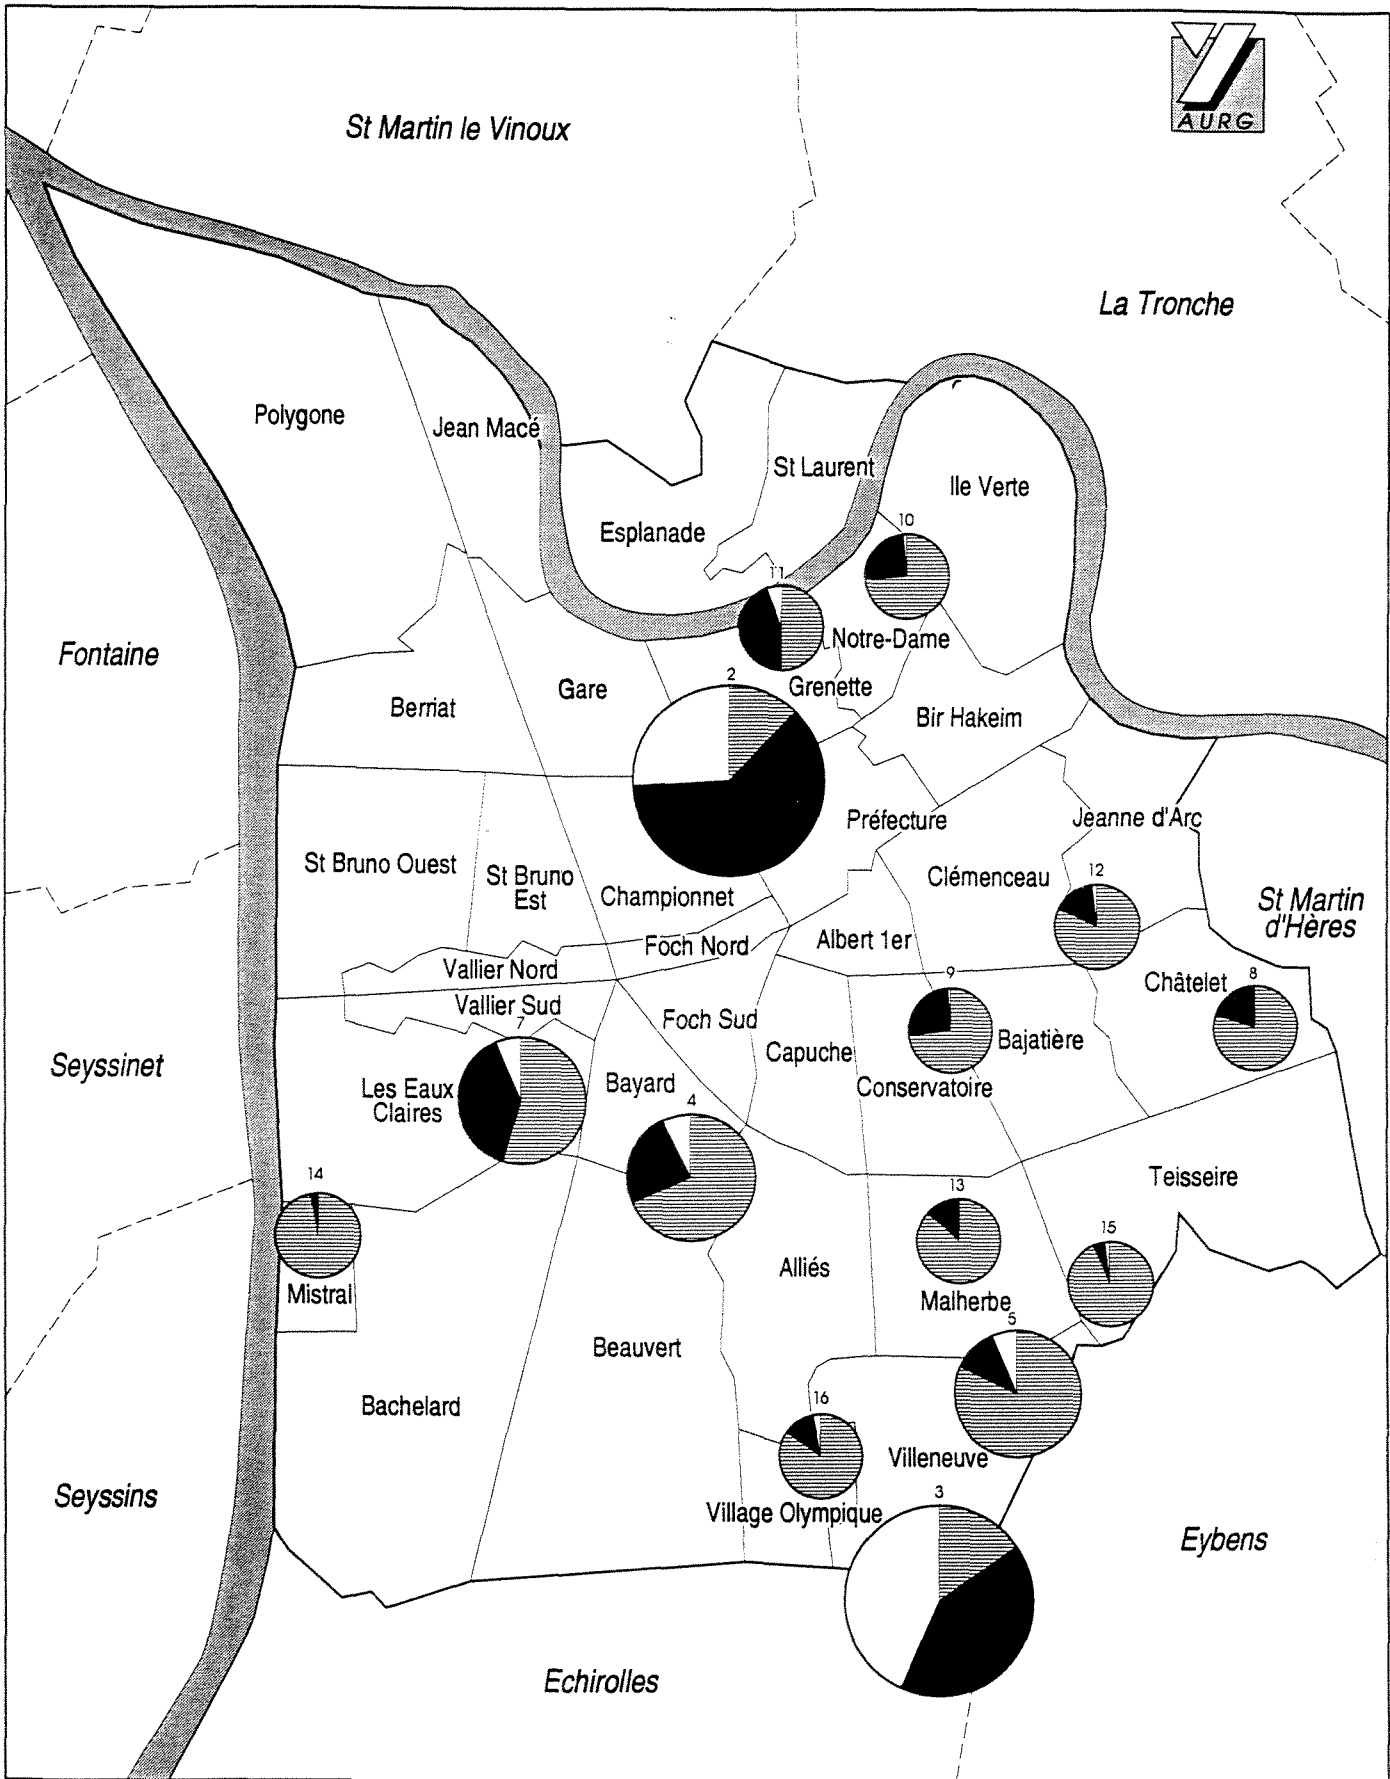 AURG
St Martin le Vinoux
La Tronche
Polygone
Jean Macé
St Laurent
Ile Verte
Esplanade
10
11
Notre-Dame
Fontaine
2
Grenette
Gare
Berriat
Bir Hakeim
Préfecture
Jeanne d'Arc
St Bruno Ouest
St Bruno
Est
Championnet
Clémenceau
12
St Martin
d'Hères
Foch Nord
Albert 1er
Vallier Nord
9
Châtelet
8
Vallier Sud
7
Foch Sud
Capuche
Bajatière
Seyssinet
Les Eaux
Claires
Bayard
4
Conservatoire
14
13
Teisseire
15
Mistral
Alliés
Malherbe
5
Beauvert
Bachelard
16
Villeneuve
Seyssins
3
Village Olympique
Eybens
Echirolles